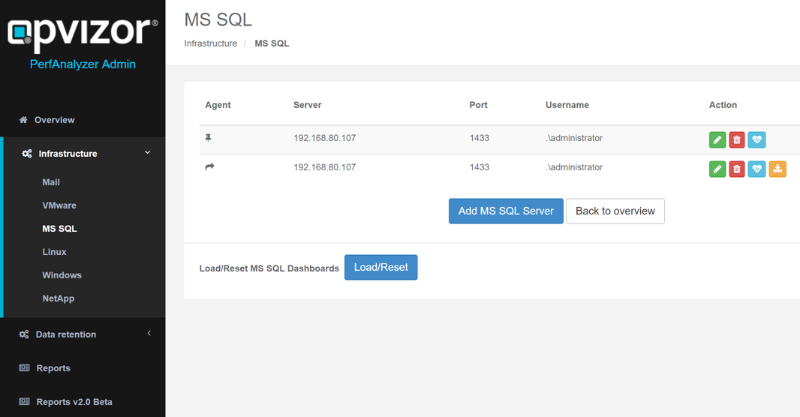 opvizor®
PerfAnalyzer Admin
Overview
Infrastructure
Mail
VMware
MS SQL
Linux
Windows
NetApp
Data retention
Reports
Reports v2.0 Beta
MS SQL
Infrastructure / MS SQL
Agent Server Port Username Action
192.168.80.107 1433 .\administrator
192.168.80.107 1433 .\administrator
Add MS SQL Server Back to overview
Load/Reset MS SQL Dashboards Load/Reset